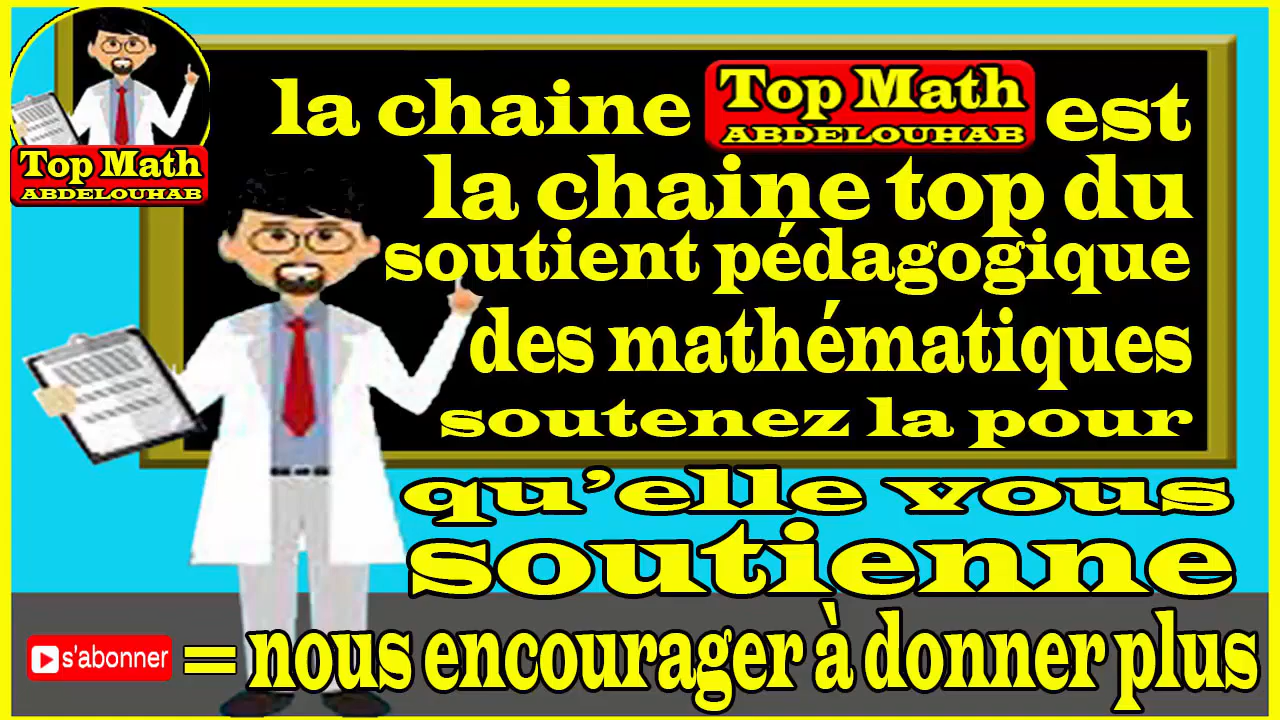 Top Math
ABDELOUHAB
la chaine Top Math ABDELOUHAB est
la chaine top du
soutient pédagogique
des mathématiques
soutenez la pour
qu'elle vous
soutienne
s'abonner = nous encourager à donner plus